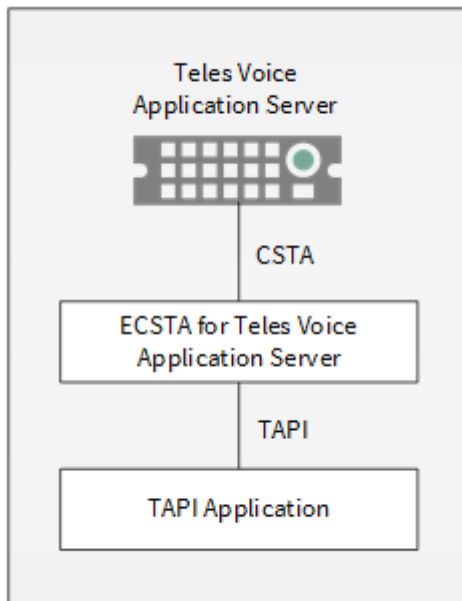 Teles Voice
Application Server
CSTA
ECSTA for Teles Voice
Application Server
TAPI
TAPI Application